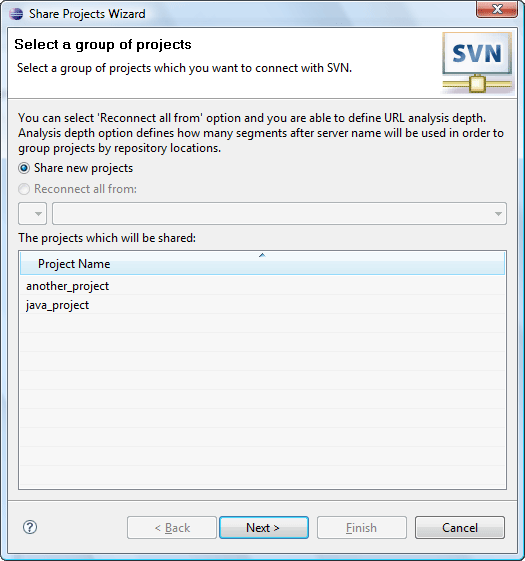 Share Projects Wizard
Select a group of projects
Select a group of projects which you want to connect with SVN.
SVN
You can select 'Reconnect all from' option and you are able to define URL analysis depth.
Analysis depth option defines how many segments after server name will be used in order to
group projects by repository locations.
Share new projects
Reconnect all from:
The projects which will be shared:
Project Name
another_project
java_project
?
< Back
Next >
Finish
Cancel